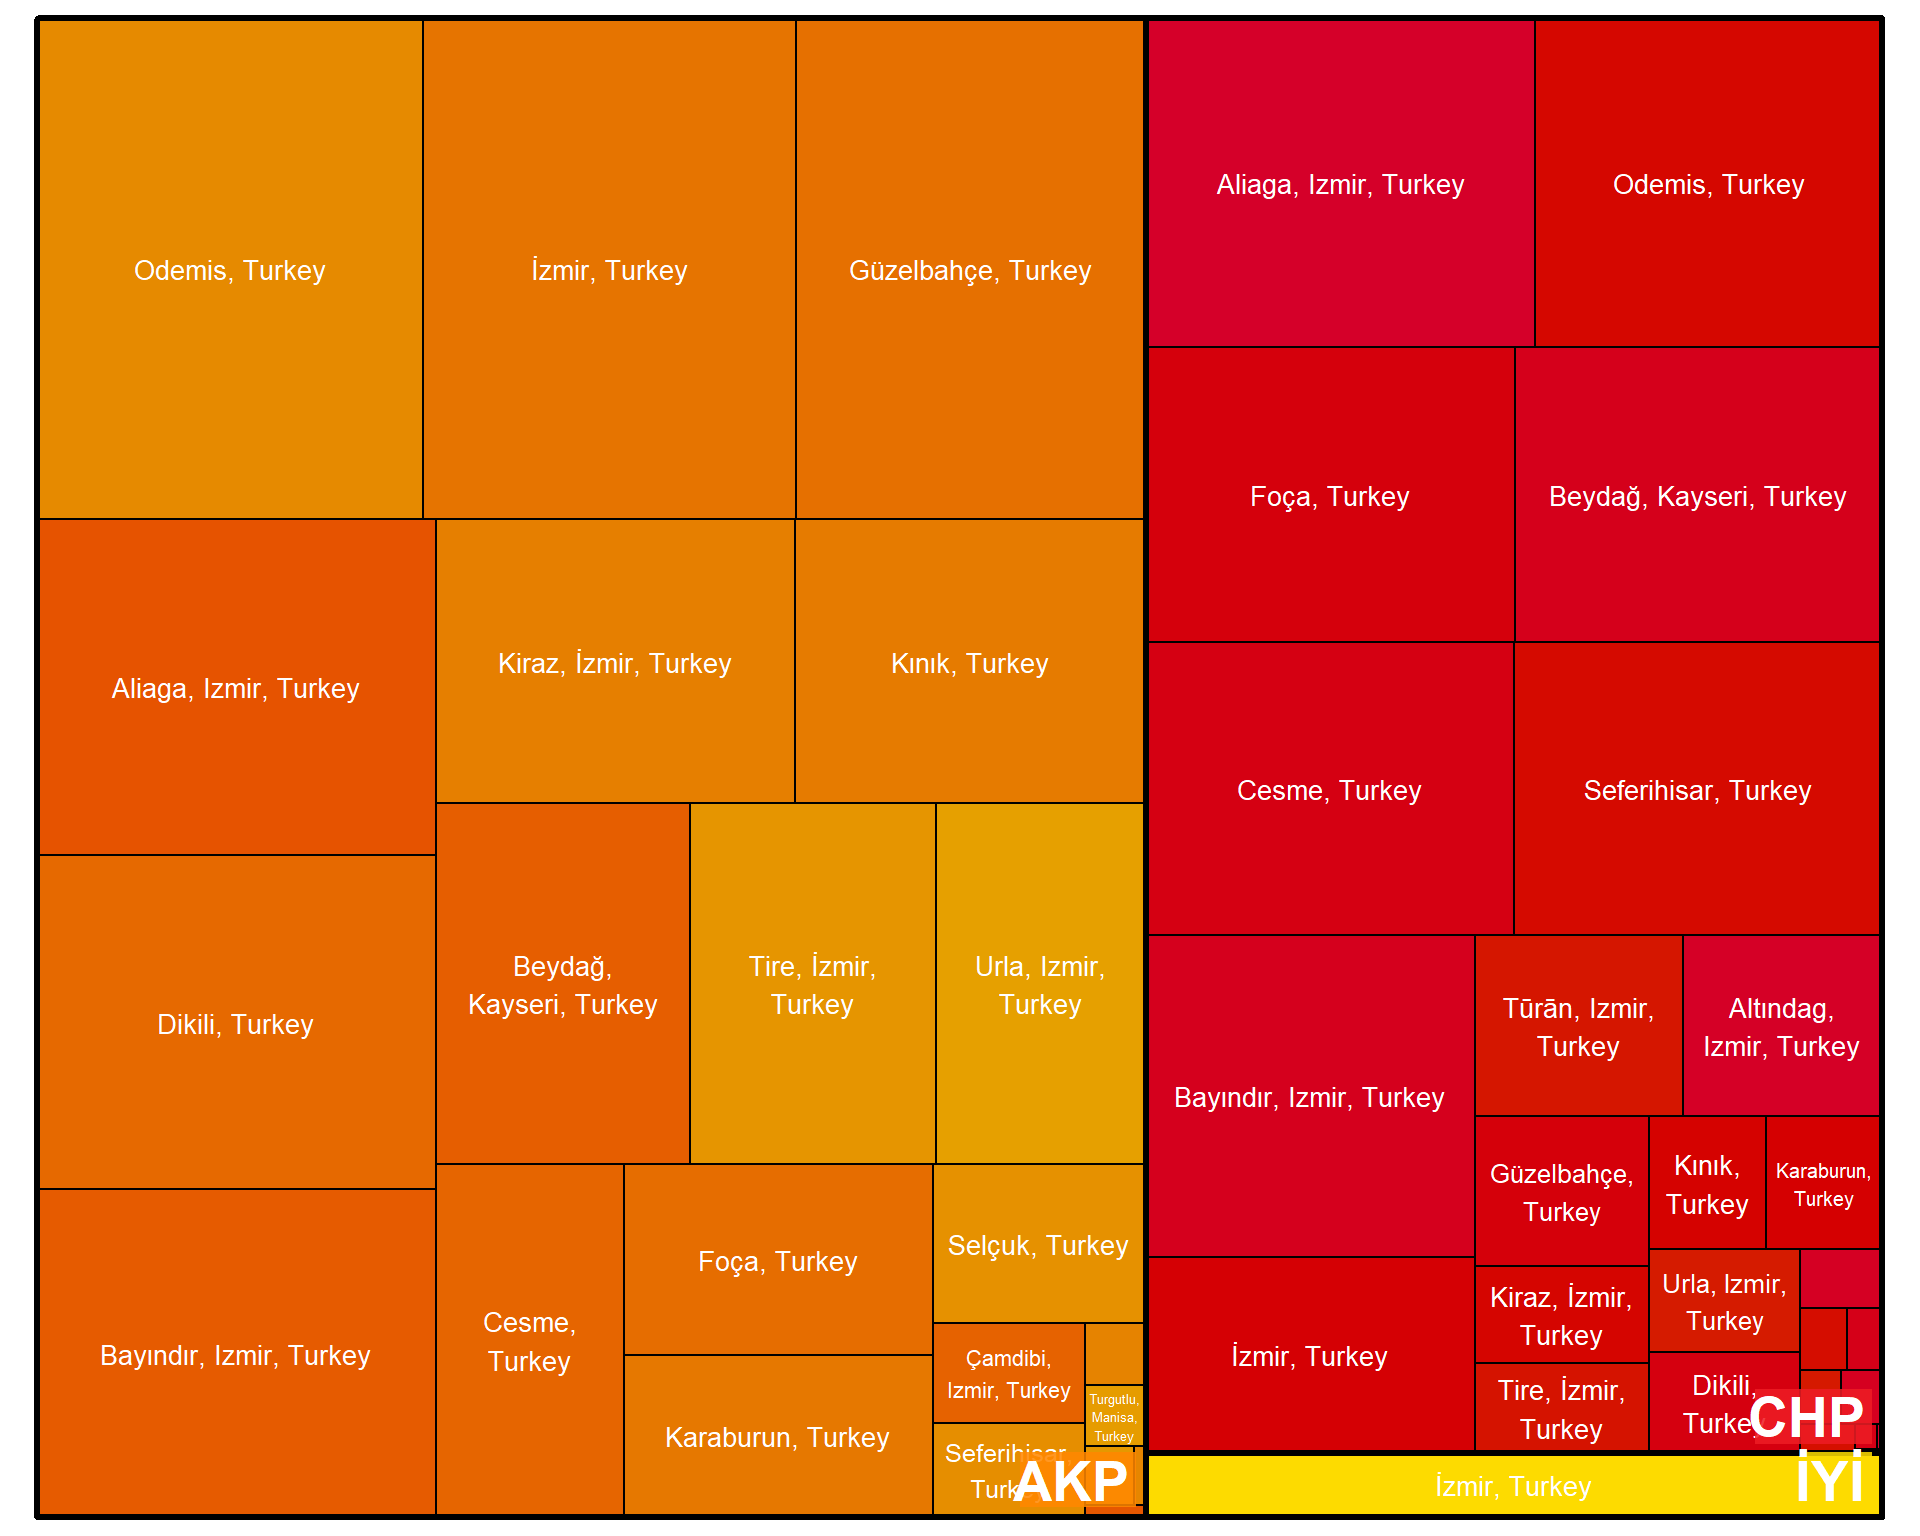 Odemis, Turkey
İzmir, Turkey
Güzelbahçe, Turkey
Aliaga, Izmir, Turkey
Kiraz, İzmir, Turkey
Kınık, Turkey
Dikili, Turkey
Beydağ,
Kayseri, Turkey
Tire, İzmir,
Turkey
Urla, Izmir,
Turkey
Bayındır, Izmir, Turkey
Cesme,
Turkey
Foça, Turkey
Karaburun, Turkey
Selçuk, Turkey
Çamdibi,
Izmir, Turkey
Turgutlu,
Manisa,
Turkey
Seferihisar,
Turkey
AKP
Aliaga, Izmir, Turkey
Odemis, Turkey
Foça, Turkey
Beydağ, Kayseri, Turkey
Cesme, Turkey
Seferihisar, Turkey
Bayındır, Izmir, Turkey
Tūrān, Izmir,
Turkey
Altındag,
Izmir, Turkey
Güzelbahçe,
Turkey
Kınık,
Turkey
Karaburun,
Turkey
İzmir, Turkey
Kiraz, İzmir,
Turkey
Urla, Izmir,
Turkey
Tire, İzmir,
Turkey
Dikili,
Turkey
CHP
İzmir, Turkey
İYİ